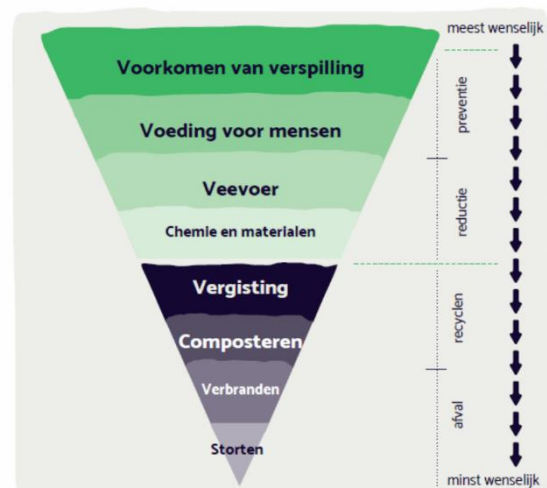 meest wenselijk
Voorkomen van verspilling
Voeding voor mensen
preventie
Veevoer
Chemie en materialen
reductie
Vergisting
Composteren
recyclen
Verbranden
Storten
afval
minst wenselijk